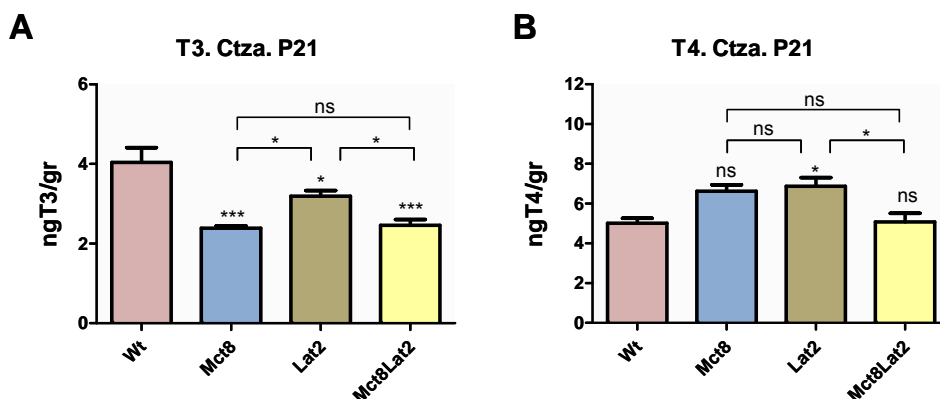 A
T3. Ctza. P21
ngT3/gr
6
4
2
0
ns
*
*
***
*
***
Wt
Mct8
Lat2
Mct8Lat2
B
T4. Ctza. P21
ngT4/gr
12
10
8
6
4
2
0
ns
ns
*
ns
*
ns
Wt
Mct8
Lat2
Mct8Lat2